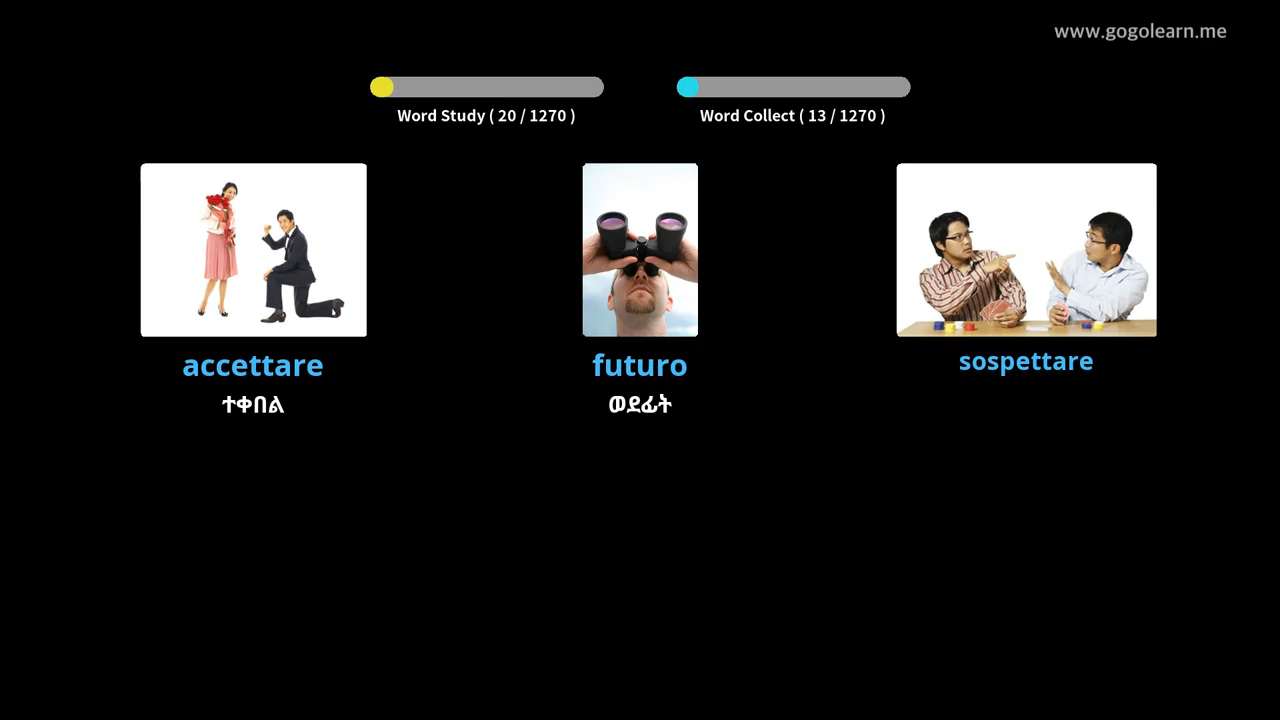 www.gogolearn.me
Word Study ( 20 / 1270 )
Word Collect ( 13 / 1270 )
accettare
futuro
sospettare
ተቀበል
ወደፊት